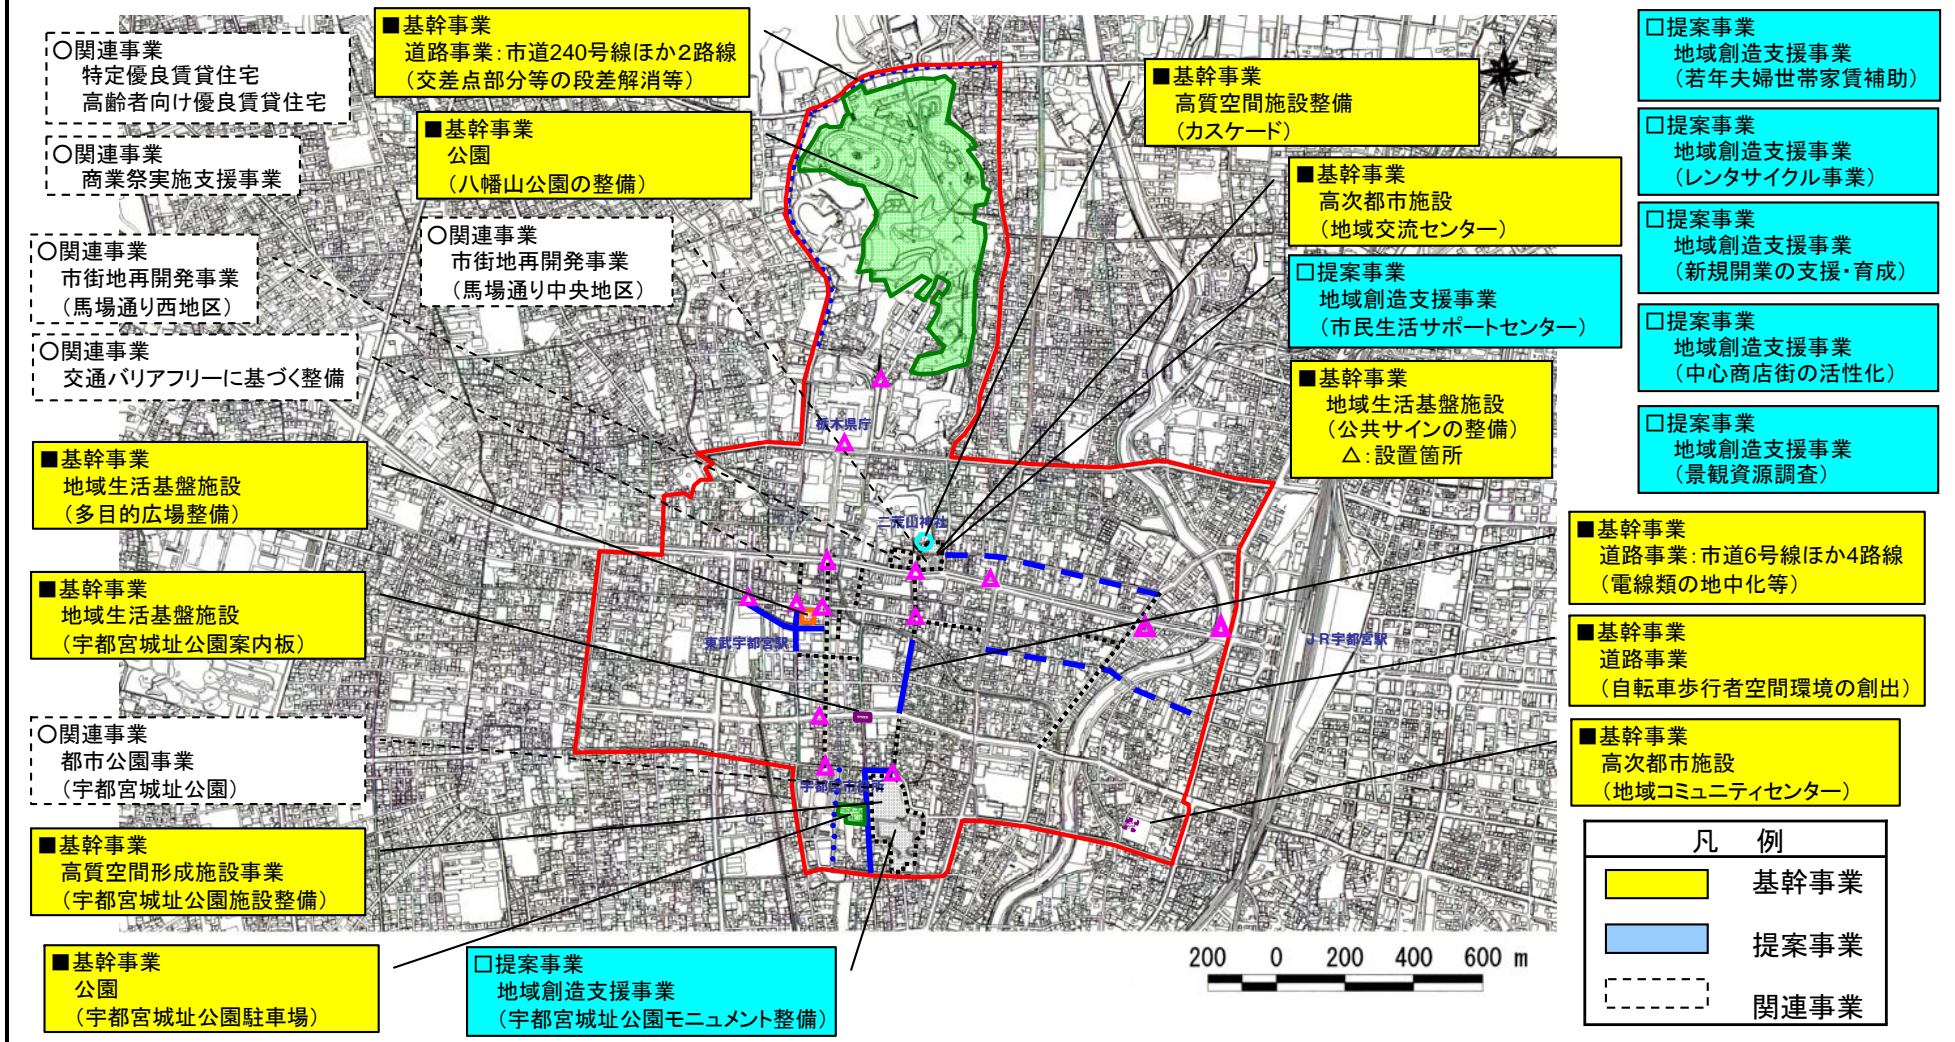 ○関連事業
特定優良賃貸住宅
高齢者向け優良賃貸住宅
○関連事業
商業祭実施支援事業
○関連事業
市街地再開発事業
（馬場通り西地区）
○関連事業
交通バリアフリーに基づく整備
■基幹事業
地域生活基盤施設
（多目的広場整備）
■基幹事業
地域生活基盤施設
（宇都宮城址公園案内板）
○関連事業
都市公園事業
（宇都宮城址公園）
■基幹事業
高質空間形成施設事業
（宇都宮城址公園施設整備）
■基幹事業
公園
（宇都宮城址公園駐車場）
■基幹事業
道路事業：市道240号線ほか２路線
（交差点部分等の段差解消等）
■基幹事業
公園
（八幡山公園の整備）
○関連事業
市街地再開発事業
（馬場通り中央地区）
□提案事業
地域創造支援事業
（宇都宮城址公園モニュメント整備）
栃木県庁
二荒山神社
東武宇都宮駅
ＪＲ宇都宮駅
宇都宮市役所
■基幹事業
高質空間施設整備
（カスケード）
■基幹事業
高次都市施設
（地域交流センター）
□提案事業
地域創造支援事業
（市民生活サポートセンター）
■基幹事業
地域生活基盤施設
（公共サインの整備）
△：設置箇所
□提案事業
地域創造支援事業
（若年夫婦世帯家賃補助）
□提案事業
地域創造支援事業
（レンタサイクル事業）
□提案事業
地域創造支援事業
（新規開業の支援・育成）
□提案事業
地域創造支援事業
（中心商店街の活性化）
□提案事業
地域創造支援事業
（景観資源調査）
■基幹事業
道路事業：市道6号線ほか４路線
（電線類の地中化等）
■基幹事業
道路事業
（自転車歩行者空間環境の創出）
■基幹事業
高次都市施設
（地域コミュニティセンター）
凡　例
基幹事業
提案事業
関連事業
200 0 200 400 600 m